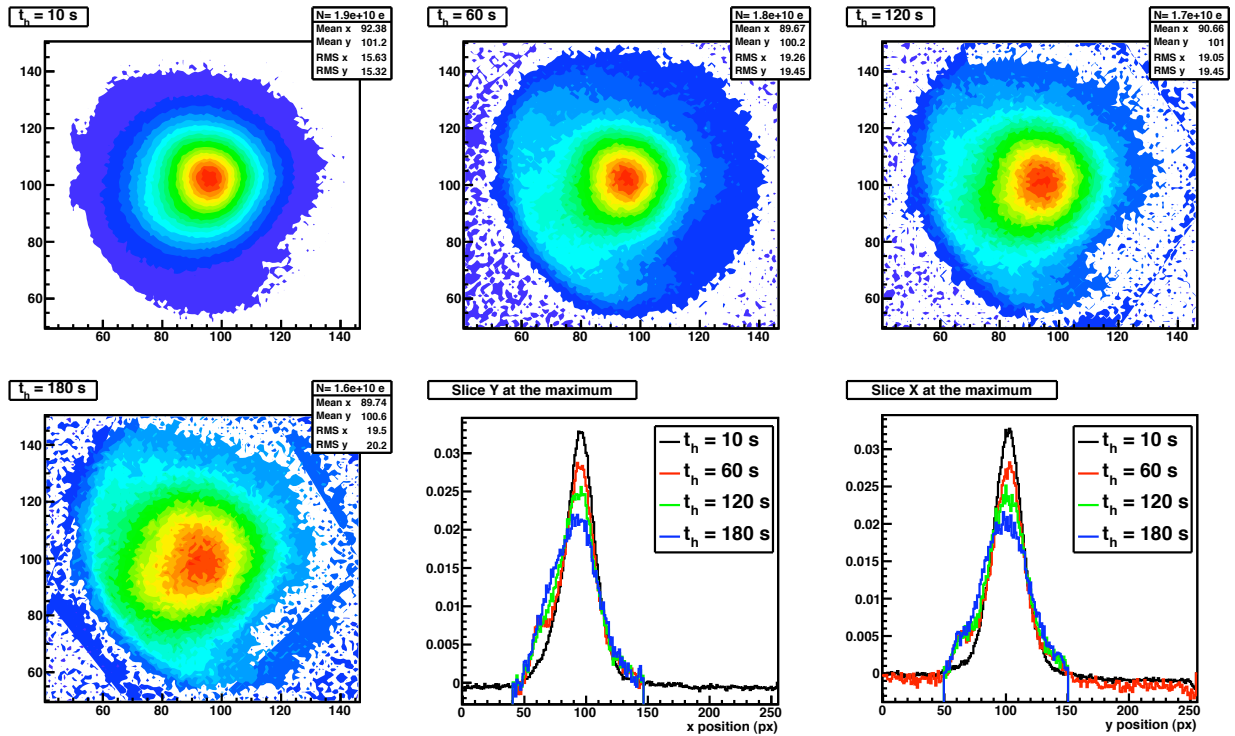 t_h = 10 s
N= 1.9e+10 e
Mean x 92.38
Mean y 101.2
RMS x 15.63
RMS y 15.32
140
120
100
80
60
60 80 100 120 140
t_h = 60 s
N= 1.8e+10 e
Mean x 89.67
Mean y 100.2
RMS x 19.26
RMS y 19.45
140
120
100
80
60
60 80 100 120 140
t_h = 120 s
N= 1.7e+10 e
Mean x 90.66
Mean y 101
RMS x 19.05
RMS y 19.45
140
120
100
80
60
60 80 100 120 140
t_h = 180 s
N= 1.6e+10 e
Mean x 89.74
Mean y 100.6
RMS x 19.5
RMS y 20.2
140
120
100
80
60
60 80 100 120 140
Slice Y at the maximum
t_h = 10 s
t_h = 60 s
t_h = 120 s
t_h = 180 s
0.03
0.025
0.02
0.015
0.01
0.005
0
0 50 100 150 200 250
x position (px)
Slice X at the maximum
t_h = 10 s
t_h = 60 s
t_h = 120 s
t_h = 180 s
0.03
0.025
0.02
0.015
0.01
0.005
0
0 50 100 150 200 250
y position (px)